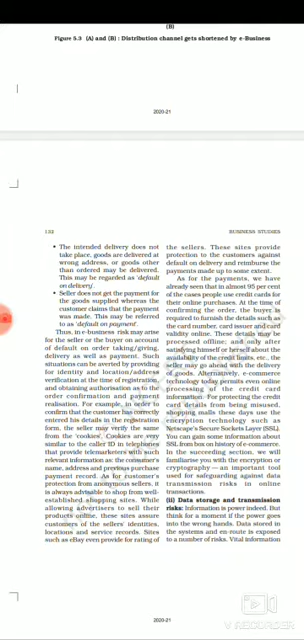 (B)
Figure 5.3 (A) and (B) : Distribution channel gets shortened by e-Business
2020-21
132
BUSINESS STUDIES
• The intended delivery does not
take place, goods are delivered at
wrong address, or goods other
than ordered may be delivered.
This may be regarded as ‘default
on delivery’.
• Seller does not get the payment for
the goods supplied whereas the
customer claims that the payment
was made. This may be referred
to as ‘default on payment’.
Thus, in e-business risk may arise
for the seller or the buyer on account
of default on order taking/giving,
delivery as well as payment. Such
situations can be averted by providing
for identity and location/address
verification at the time of registration,
and obtaining authorisation as to the
order confirmation and payment
realisation. For example, in order to
confirm that the customer has correctly
entered his details in the registration
form, the seller may verify the same
from the ‘cookies’. Cookies are very
similar to the caller ID in telephones
that provide telemarketers with such
relevant information as: the consumer’s
name, address and previous purchase
payment record. As for customer’s
protection from anonymous sellers, it
is always advisable to shop from well-
established shopping sites. While
allowing advertisers to sell their
products online, these sites assure
customers of the sellers’ identities,
locations and service records. Sites
such as eBay even provide for rating of
the sellers. These sites provide
protection to the customers against
default on delivery and reimburse the
payments made up to some extent.
As for the payments, we have
already seen that in almost 95 per cent
of the cases people use credit cards for
their online purchases. At the time of
confirming the order, the buyer is
required to furnish the details such as
the card number, card issuer and card
validity online. These details may be
processed offline; and only after
satisfying himself or herself about the
availability of the credit limits, etc., the
seller may go ahead with the delivery
of goods. Alternatively, e-commerce
technology today permits even online
processing of the credit card
information. For protecting the credit
card details from being misused,
shopping malls these days use the
encryption technology such as
Netscape’s Secure Sockets Layer (SSL).
You can gain some information about
SSL from box on history of e-commerce.
In the succeeding section, we will
familiarise you with the encryption or
cryptography — an important tool
used for safeguarding against data
transmission risks in online
transactions.
(ii) Data storage and transmission
risks: Information is power indeed. But
think for a moment if the power goes
into the wrong hands. Data stored in
the systems and en-route is exposed
to a number of risks. Vital information
2020-21